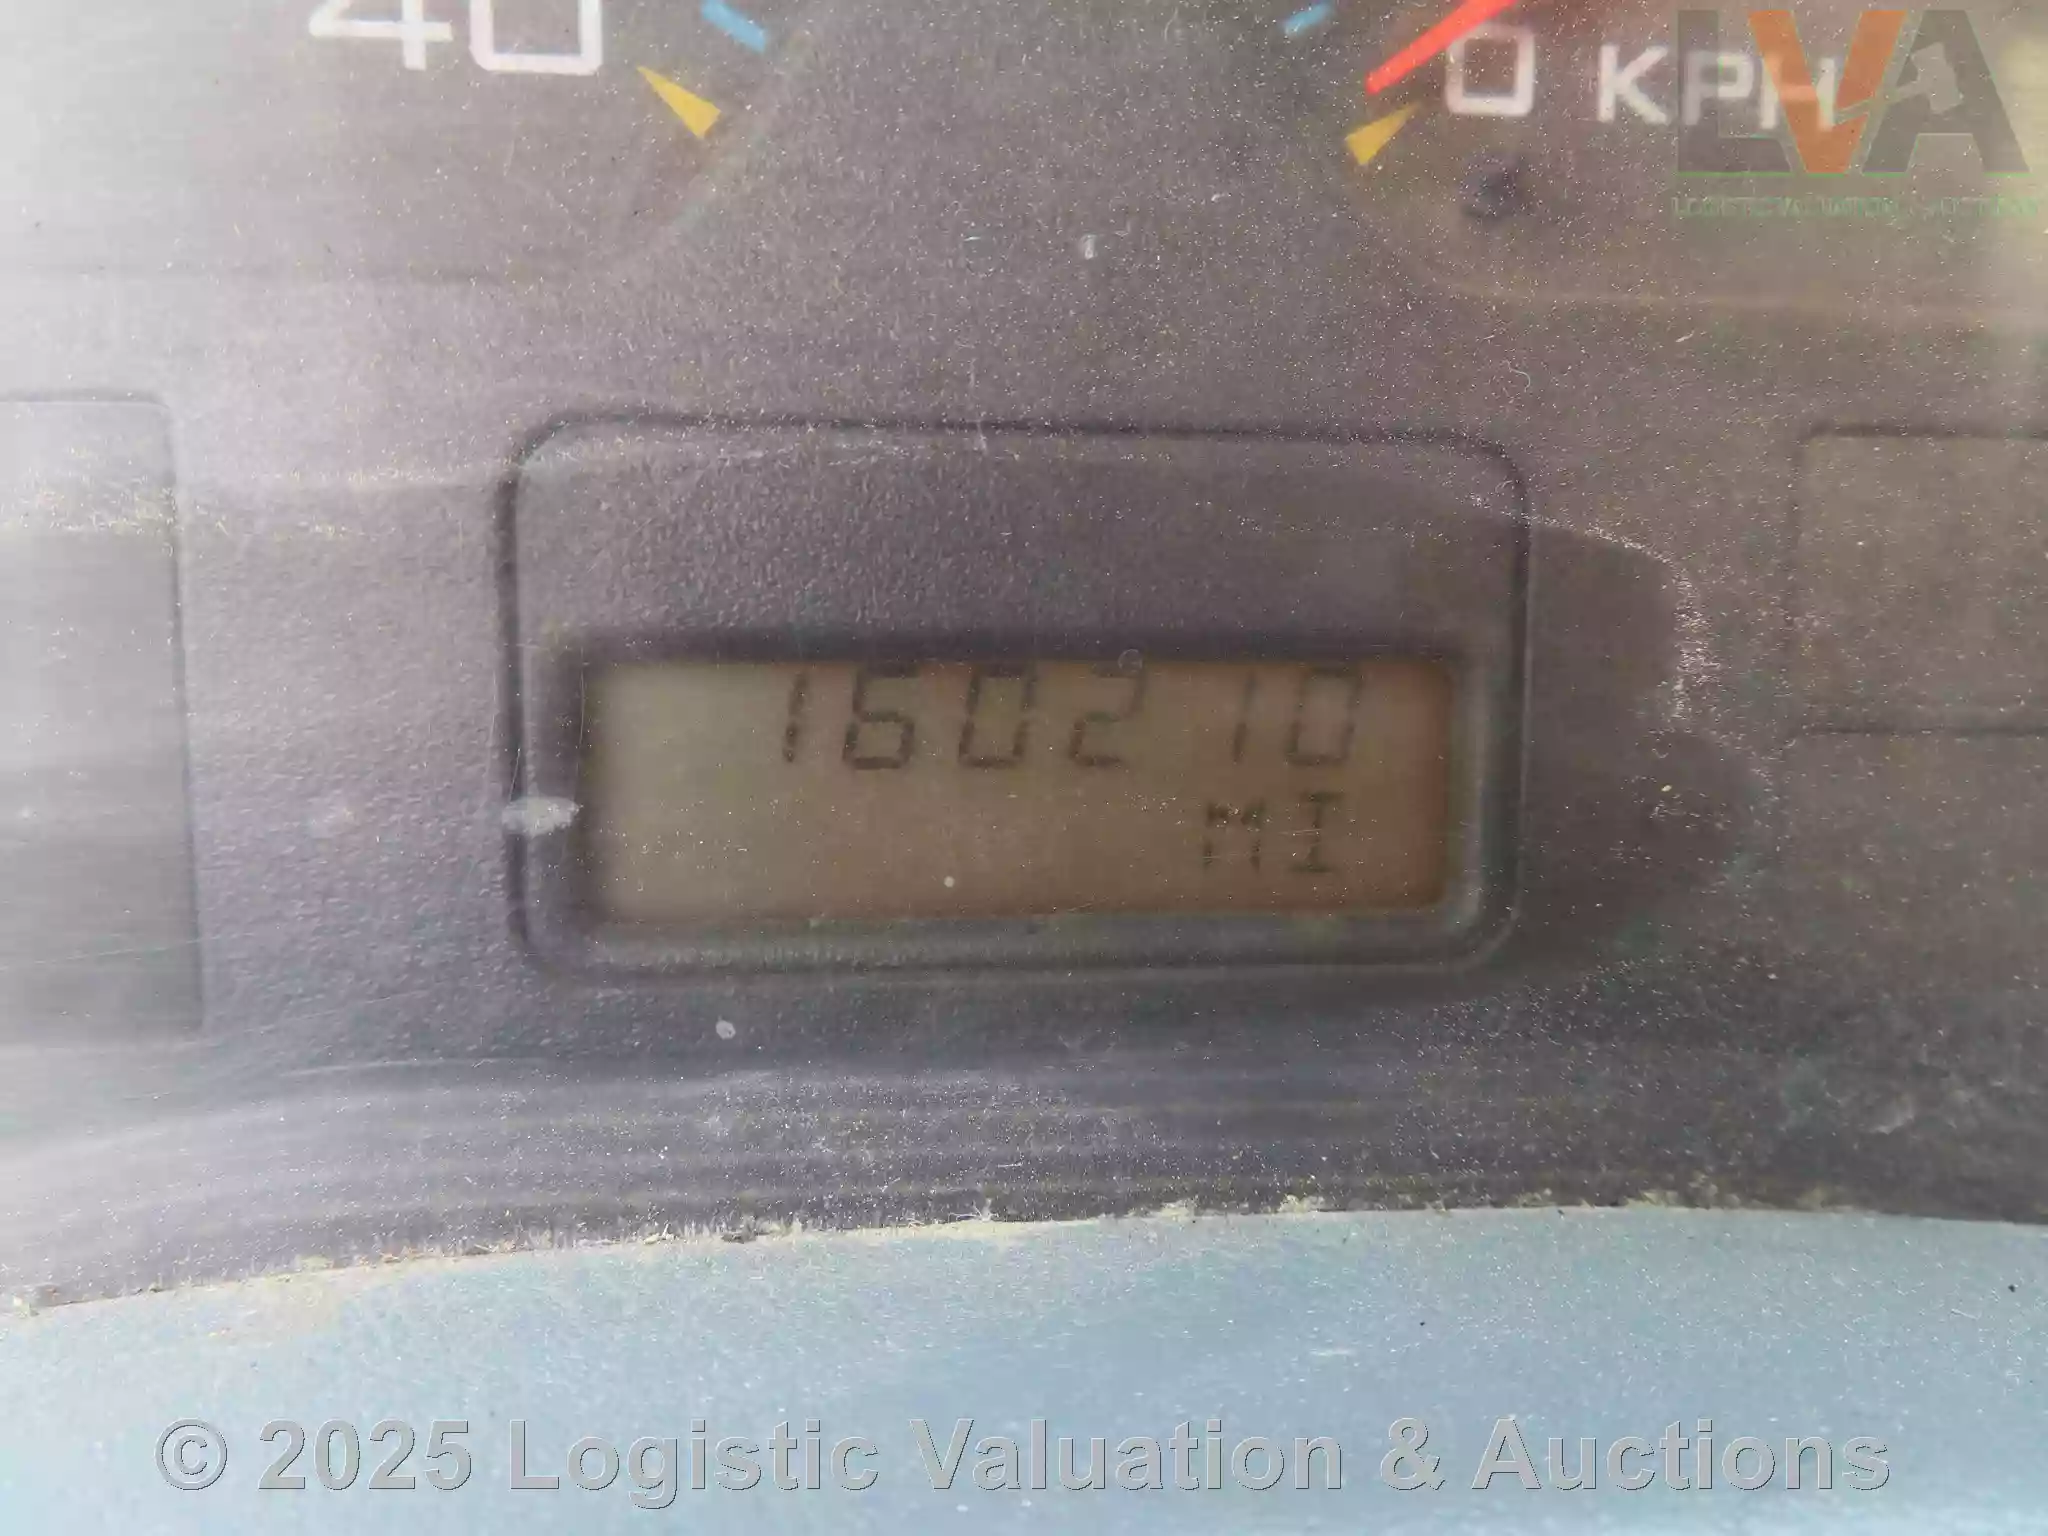 40
0 KPH
LVA
160210
MI
© 2025 Logistic Valuation & Auctions